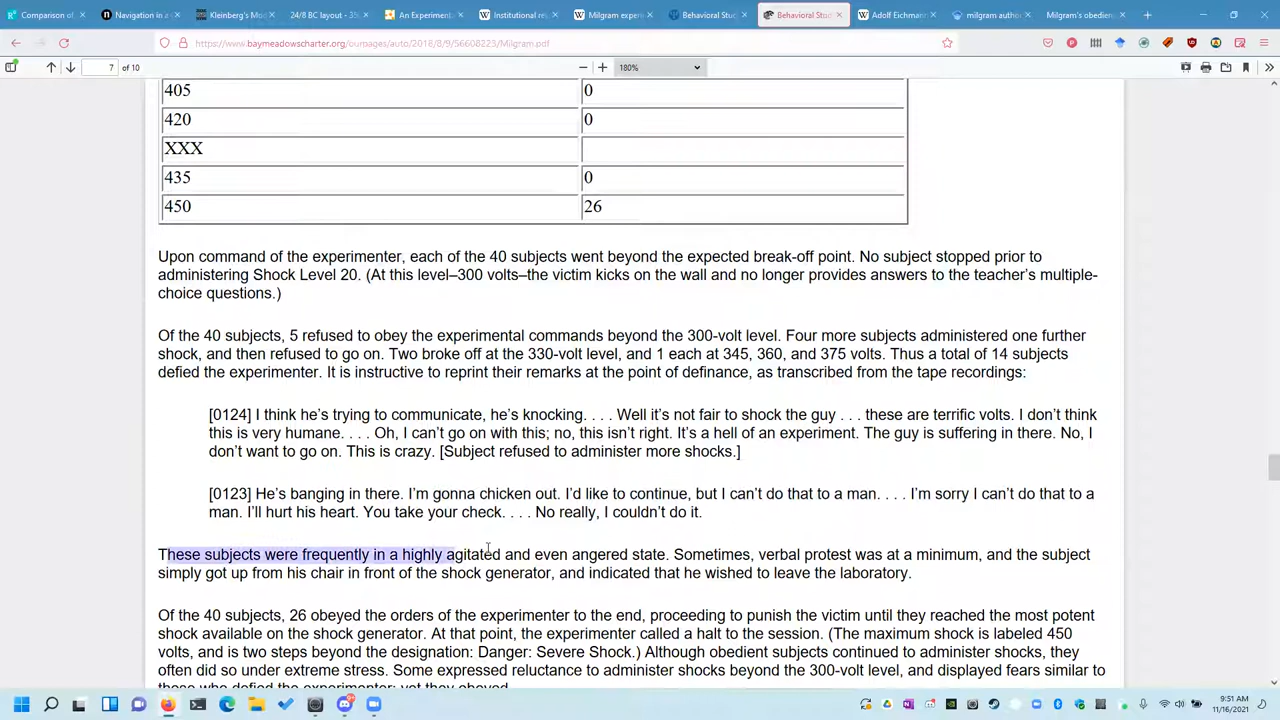 Comparison of
Navigation in a
Kleinberg's Mo
24/8 BC layout - 35
An Experiment
Institutional re
Milgram experi
Behavioral Stu
Behavioral Stud
Adolf Eichmann
milgram author
Milgram's obedien
https://www.baymeadowscharter.org/ourpages/auto/2018/8/9/56608223/Milgram.pdf
7 of 10
180%
405 0
420 0
XXX
435 0
450 26
Upon command of the experimenter, each of the 40 subjects went beyond the expected break-off point. No subject stopped prior to
administering Shock Level 20. (At this level–300 volts–the victim kicks on the wall and no longer provides answers to the teacher's multiple-
choice questions.)
Of the 40 subjects, 5 refused to obey the experimental commands beyond the 300-volt level. Four more subjects administered one further
shock, and then refused to go on. Two broke off at the 330-volt level, and 1 each at 345, 360, and 375 volts. Thus a total of 14 subjects
defied the experimenter. It is instructive to reprint their remarks at the point of definance, as transcribed from the tape recordings:
[0124] I think he's trying to communicate, he's knocking. . . . Well it's not fair to shock the guy . . . these are terrific volts. I don't think
this is very humane. . . . Oh, I can't go on with this; no, this isn't right. It's a hell of an experiment. The guy is suffering in there. No, I
don't want to go on. This is crazy. [Subject refused to administer more shocks.]
[0123] He's banging in there. I'm gonna chicken out. I'd like to continue, but I can't do that to a man. . . . I'm sorry I can't do that to a
man. I'll hurt his heart. You take your check. . . . No really, I couldn't do it.
These subjects were frequently in a highly agitated and even angered state. Sometimes, verbal protest was at a minimum, and the subject
simply got up from his chair in front of the shock generator, and indicated that he wished to leave the laboratory.
Of the 40 subjects, 26 obeyed the orders of the experimenter to the end, proceeding to punish the victim until they reached the most potent
shock available on the shock generator. At that point, the experimenter called a halt to the session. (The maximum shock is labeled 450
volts, and is two steps beyond the designation: Danger: Severe Shock.) Although obedient subjects continued to administer shocks, they
often did so under extreme stress. Some expressed reluctance to administer shocks beyond the 300-volt level, and displayed fears similar to
those who defied the experimenter; yet they obeyed.
9:51 AM
11/16/2021